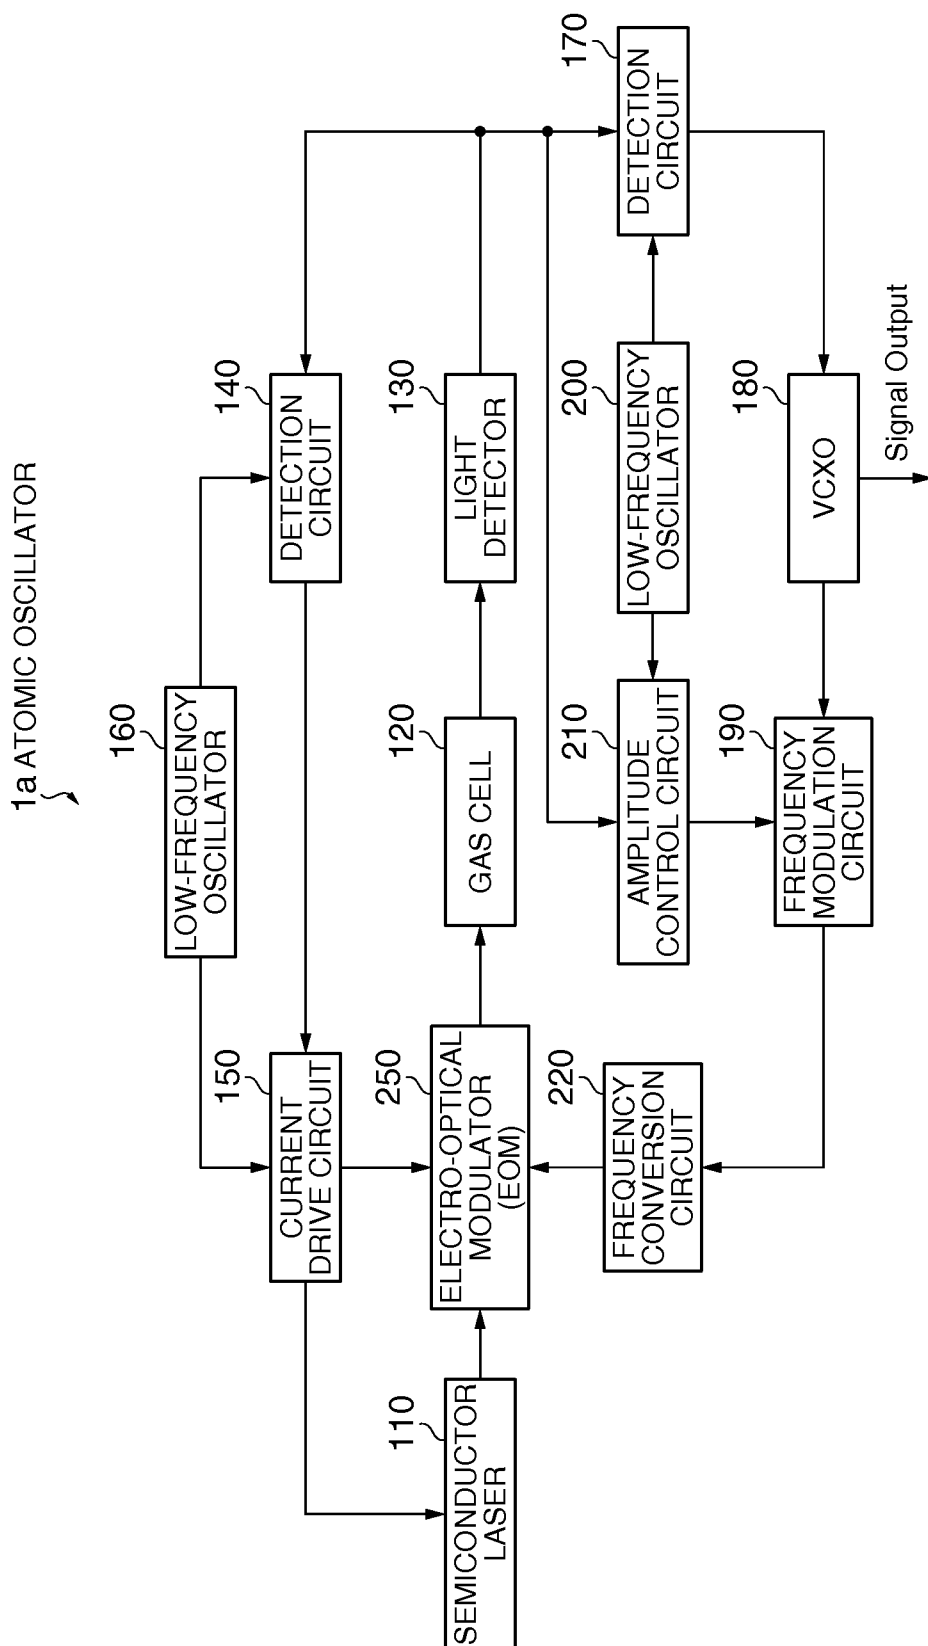 1a ATOMIC OSCILLATOR
160
LOW-FREQUENCY
OSCILLATOR
150
CURRENT
DRIVE CIRCUIT
140
DETECTION
CIRCUIT
110
SEMICONDUCTOR
LASER
250
ELECTRO-OPTICAL
MODULATOR
(EOM)
120
GAS CELL
130
LIGHT
DETECTOR
220
FREQUENCY
CONVERSION
CIRCUIT
210
AMPLITUDE
CONTROL CIRCUIT
200
LOW-FREQUENCY
OSCILLATOR
170
DETECTION
CIRCUIT
190
FREQUENCY
MODULATION
CIRCUIT
180
VCXO
Signal Output